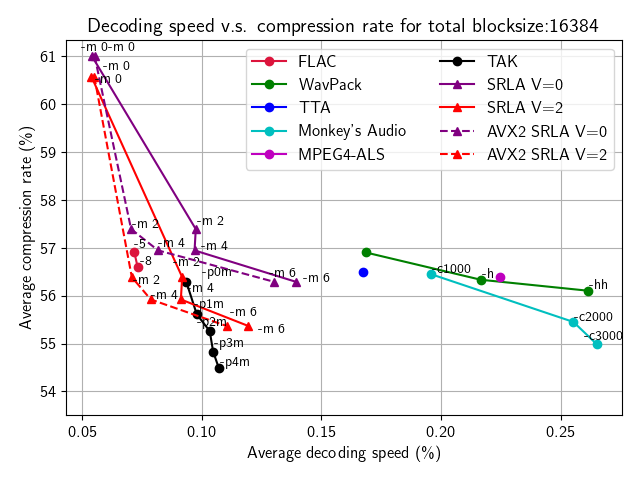 Decoding speed v.s. compression rate for total blocksize:16384
61
60
59
58
57
56
55
54
Average compression rate (%)
0.05
0.10
0.15
0.20
0.25
Average decoding speed (%)
FLAC
WavPack
TTA
Monkey's Audio
MPEG4-ALS
TAK
SRLA V=0
SRLA V=2
AVX2 SRLA V=0
AVX2 SRLA V=2
-m 0
-m 0
-m 0
-m 0
-m 2
-m 2
-m 4
-m 4
-5
-8
-m 2
-m 2
-p0m
-m 6
-m 6
-m 4
-m 4
-p1m
-m 6
-p2m
-m 6
-p3m
-p4m
-c1000
-h
-hh
-c2000
-c3000